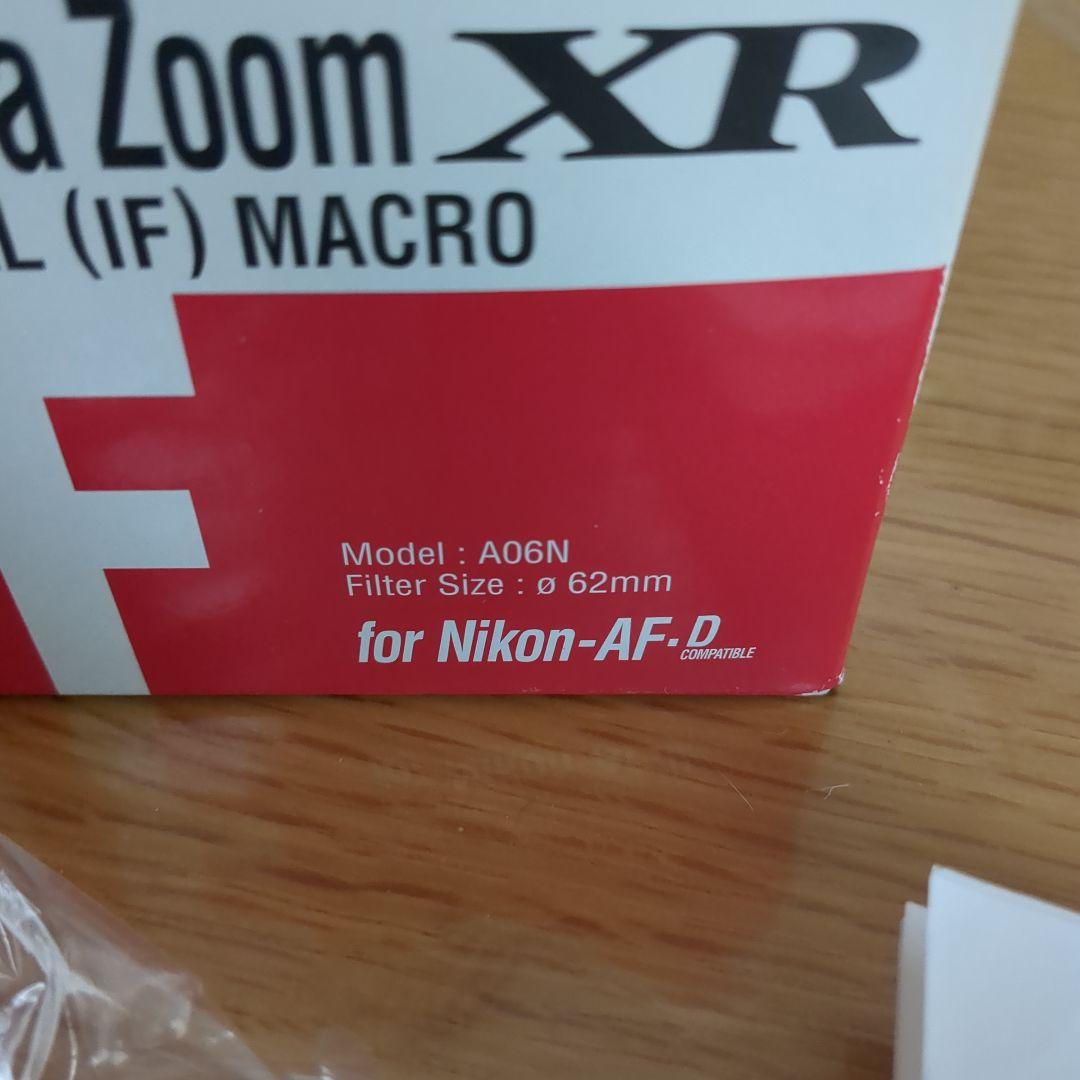 a Zoom XR
L (IF) MACRO
Model : A06N
Filter Size : ø 62mm
for Nikon-AF·D
COMPATIBLE